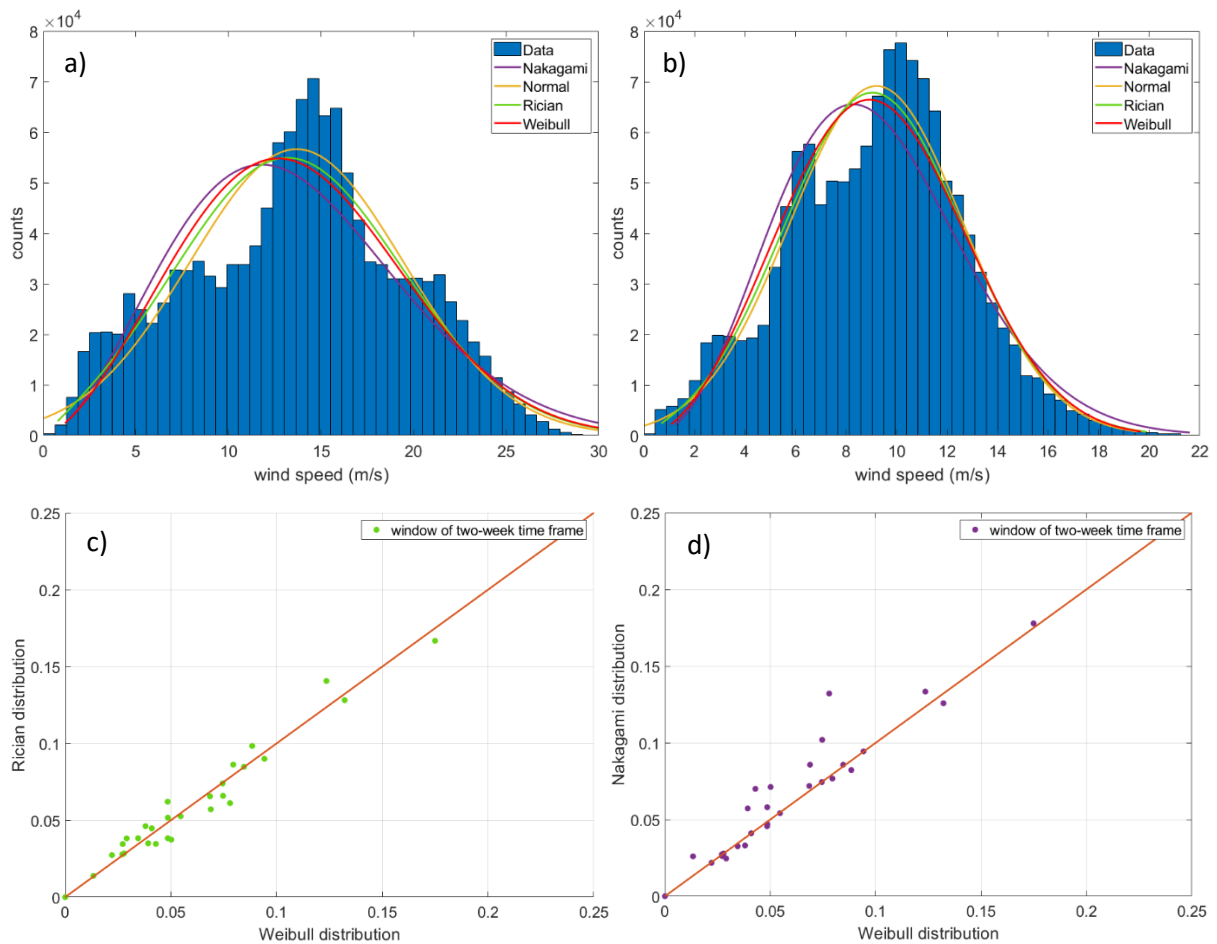 ×10⁴
a)
Data
Nakagami
Normal
Rician
Weibull
8
7
6
5
4
3
2
1
0
counts
0 5 10 15 20 25 30
wind speed (m/s)
×10⁴
b)
Data
Nakagami
Normal
Rician
Weibull
8
7
6
5
4
3
2
1
0
counts
0 2 4 6 8 10 12 14 16 18 20 22
wind speed (m/s)
c)
window of two-week time frame
0.25
0.2
0.15
0.1
0.05
0
Rician distribution
0 0.05 0.1 0.15 0.2 0.25
Weibull distribution
d)
window of two-week time frame
0.25
0.2
0.15
0.1
0.05
0
Nakagami distribution
0 0.05 0.1 0.15 0.2 0.25
Weibull distribution